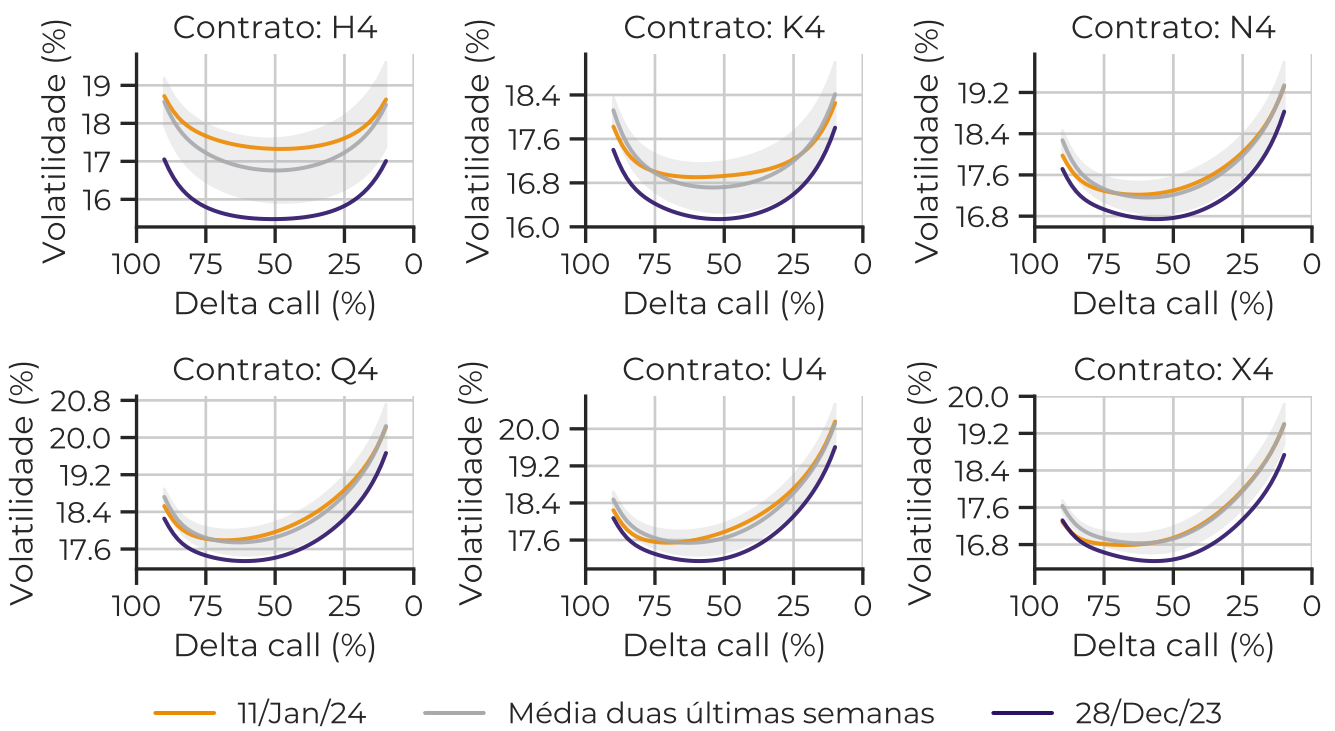 Contrato: H4
Volatilidade (%)
19
18
17
16
100 75 50 25 0
Delta call (%)
Contrato: K4
Volatilidade (%)
18.4
17.6
16.8
16.0
100 75 50 25 0
Delta call (%)
Contrato: N4
Volatilidade (%)
19.2
18.4
17.6
16.8
100 75 50 25 0
Delta call (%)
Contrato: Q4
Volatilidade (%)
20.8
20.0
19.2
18.4
17.6
100 75 50 25 0
Delta call (%)
Contrato: U4
Volatilidade (%)
20.0
19.2
18.4
17.6
100 75 50 25 0
Delta call (%)
Contrato: X4
Volatilidade (%)
20.0
19.2
18.4
17.6
16.8
100 75 50 25 0
Delta call (%)
11/Jan/24 Média duas últimas semanas 28/Dec/23